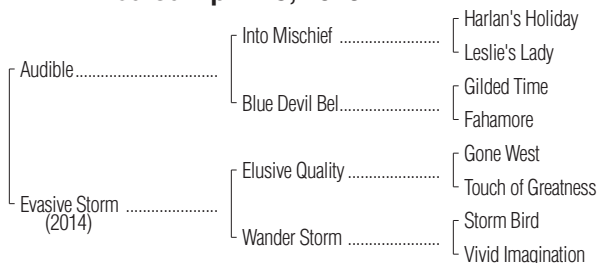 Harlan's Holiday
Into Mischief ........................
Leslie's Lady
Audible ..................................
Gilded Time
Blue Devil Bel........................
Fahamore
Gone West
Elusive Quality ......................
Touch of Greatness
Evasive Storm ......................
(2014)
Storm Bird
Wander Storm ......................
Vivid Imagination